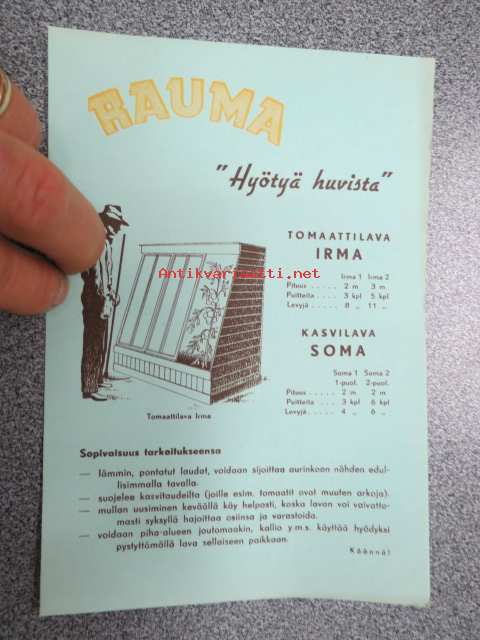 RAUMA
"Hyötyä huvista"
TOMAATTILAVA
IRMA
Irma 1 Irma 2
Pituus ..... 2 m 3 m
Puitteita ... 3 kpl 5 kpl
Levyjä ..... 8 „ 11 „
KASVILAVA
SOMA
Soma 1 Soma 2
1-puol. 2-puol.
Pituus ..... 2 m 2 m
Puitteita ... 3 kpl 6 kpl
Levyjä ..... 4 „ 6 „
Antikvariaatti.net
Tomaattilava Irma
Sopivaisuus tarkoitukseensa
— lämmin, pontatut laudat, voidaan sijoittaa aurinkoon nähden edul-
lisimmalla tavalla.
— suojelee kasvitaudeilta (joille esim. tomaatit ovat muuten arkoja).
— mullan uusiminen keväällä käy helposti, koska lavan voi vaivatto-
masti syksyllä hajoittaa osiinsa ja varastoida.
— voidaan piha-alueen joutomaakin, kallio y.m.s. käyttää hyödyksi
pystyttämällä lava sellaiseen paikkaan.
Käännä!